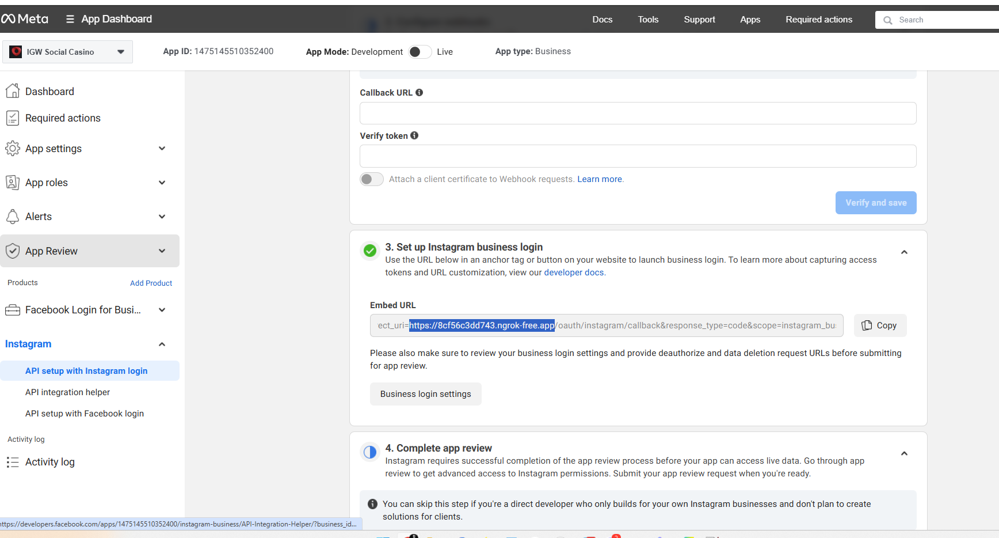 Meta
App Dashboard
Docs
Tools
Support
Apps
Required actions
Search
IGW Social Casino
App ID: 1475145510352400
App Mode: Development
Live
App type: Business
Dashboard
Required actions
App settings
App roles
Alerts
App Review
Products
Add Product
Facebook Login for Busi...
Instagram
API setup with Instagram login
API integration helper
API setup with Facebook login
Activity log
Activity log
Callback URL
Verify token
Attach a client certificate to Webhook requests. Learn more.
Verify and save
3. Set up Instagram business login
Use the URL below in an anchor tag or button on your website to launch business login. To learn more about capturing access
tokens and URL customization, view our developer docs.
Embed URL
rect_uri=https://8cf56c3dd743.ngrok-free.app/oauth/instagram/callback&response_type=code&scope=instagram_bu
Copy
Please also make sure to review your business login settings and provide deauthorize and data deletion request URLs before submitting
for app review.
Business login settings
4. Complete app review
Instagram requires successful completion of the app review process before your app can access live data. Go through app
review to get advanced access to Instagram permissions. Submit your app review request when you're ready.
You can skip this step if you're a direct developer who only builds for your own Instagram businesses and don't plan to create
solutions for clients.
https://developers.facebook.com/apps/1475145510352400/instagram-business/API-Integration-Helper/?business_id...
2